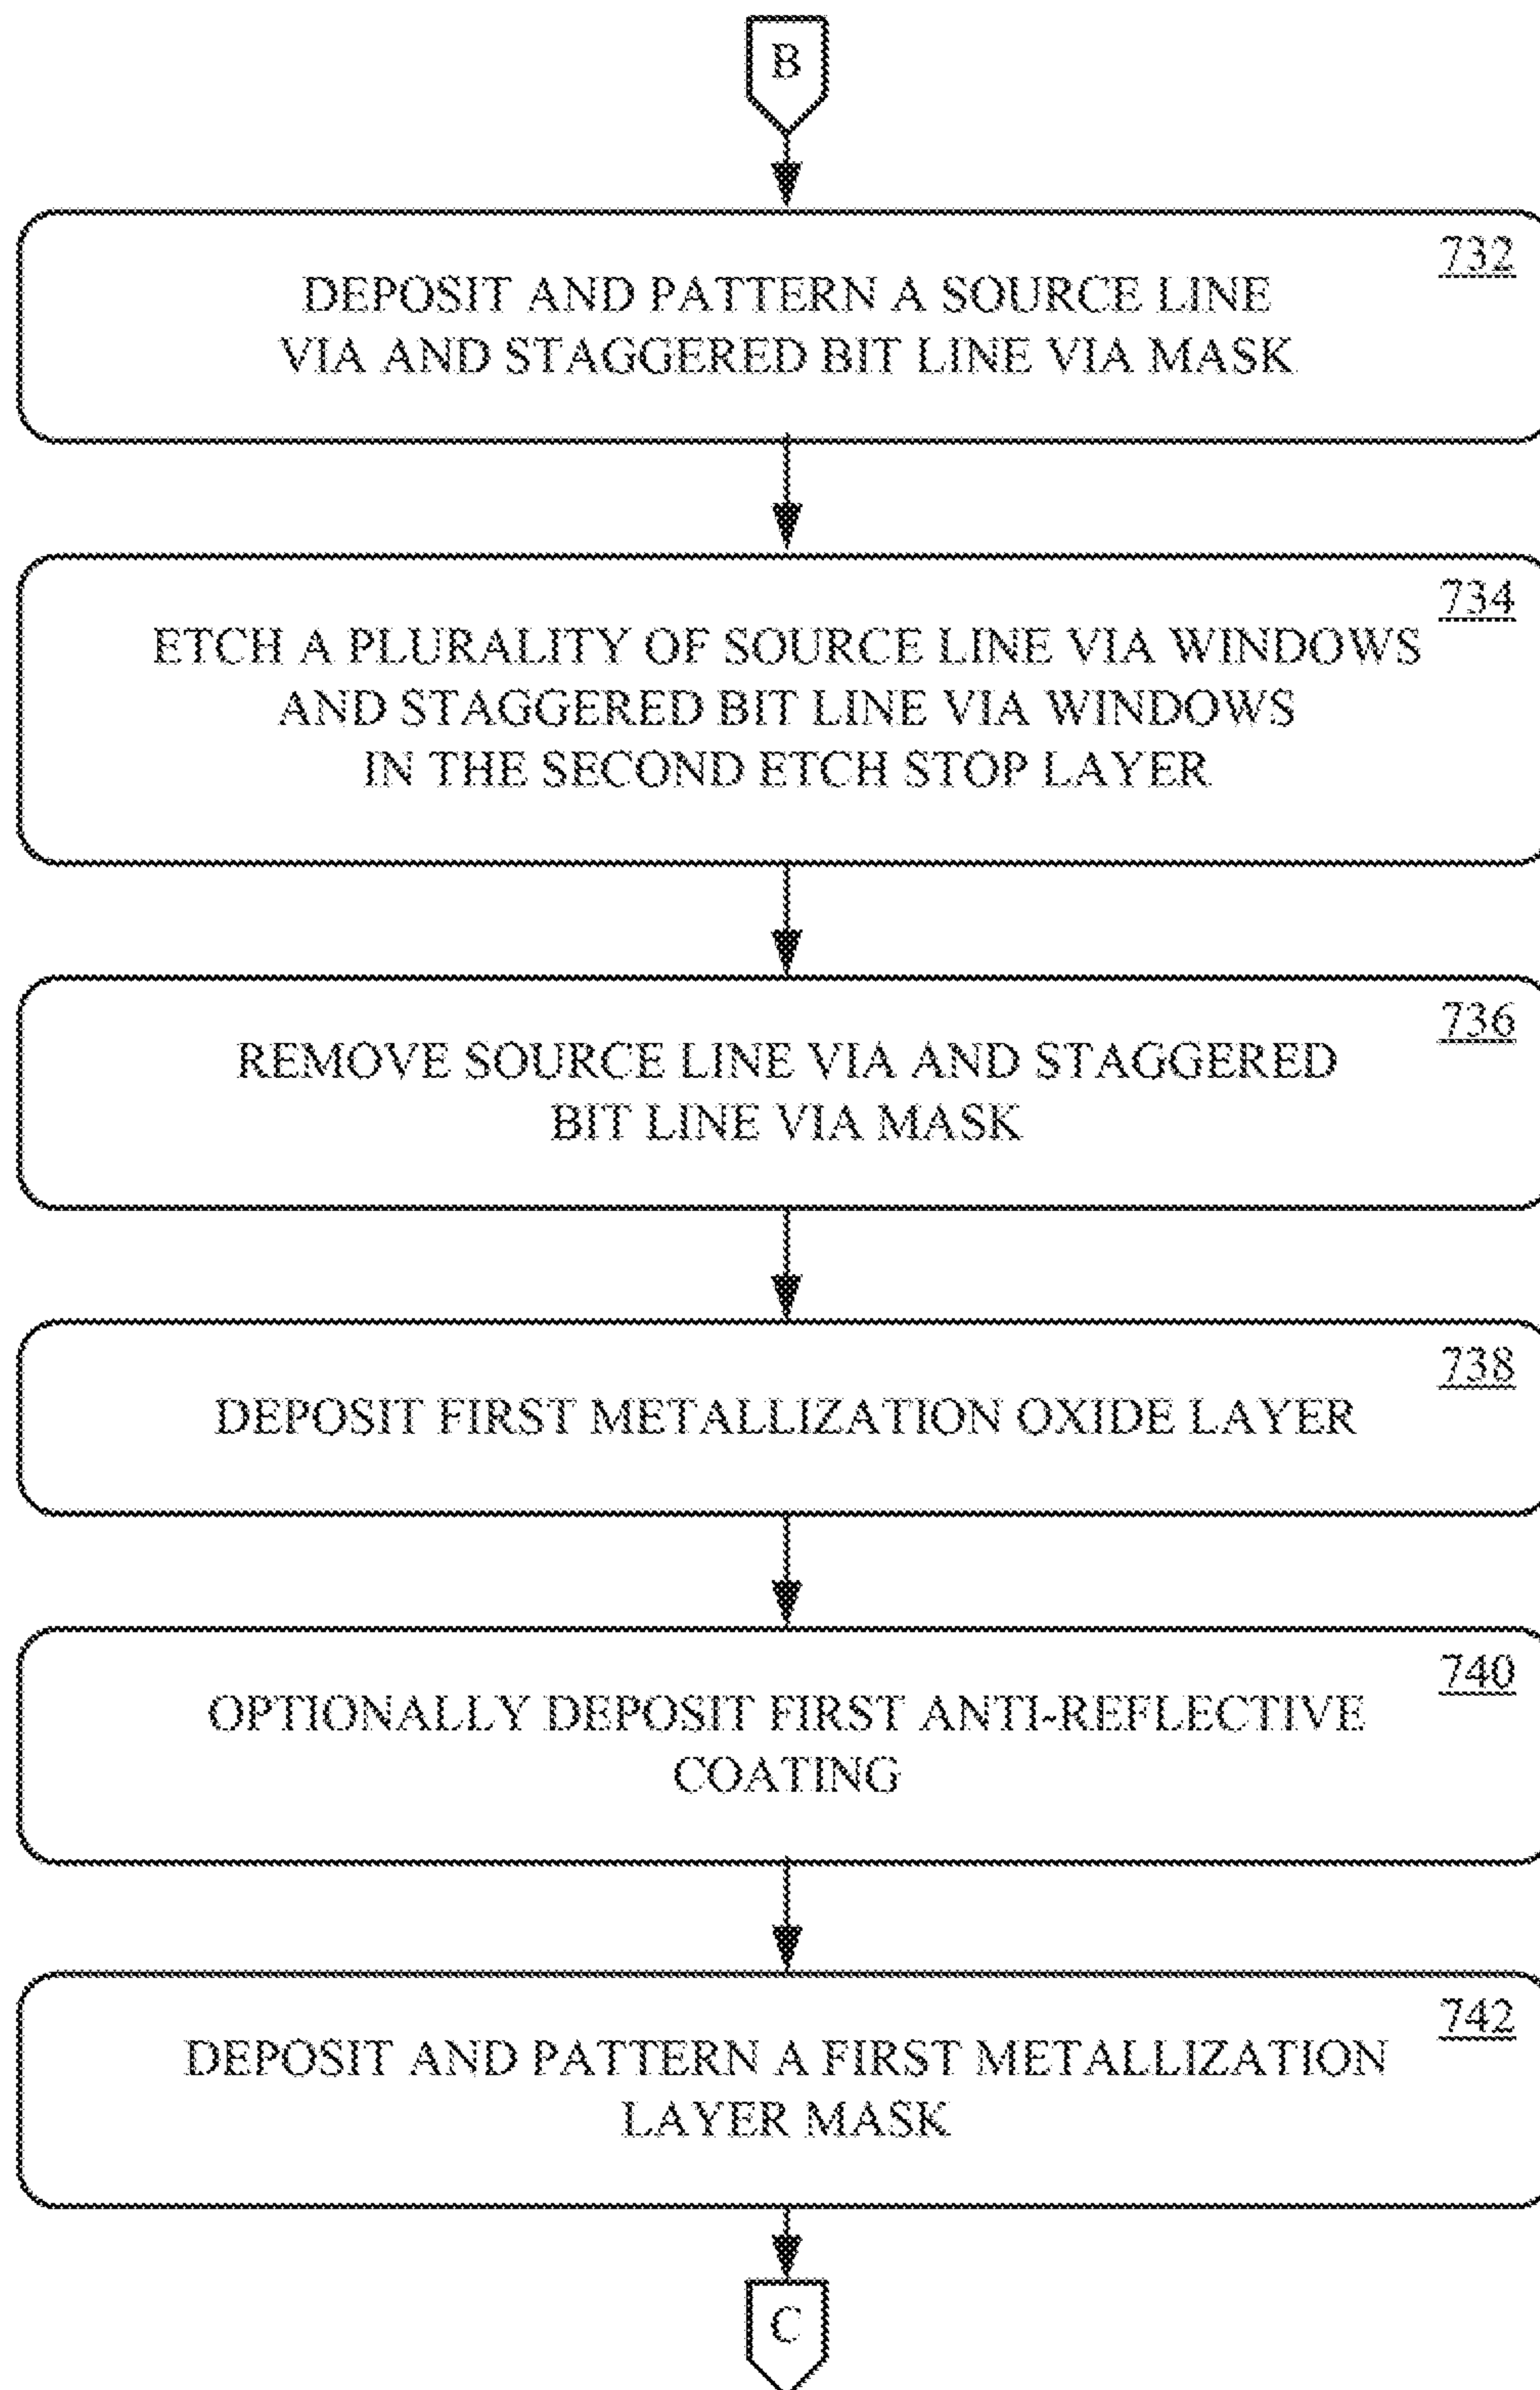 B
732
DEPOSIT AND PATTERN A SOURCE LINE
VIA AND STAGGERED BIT LINE VIA MASK
734
ETCH A PLURALITY OF SOURCE LINE VIA WINDOWS
AND STAGGERED BIT LINE VIA WINDOWS
IN THE SECOND ETCH STOP LAYER
736
REMOVE SOURCE LINE VIA AND STAGGERED
BIT LINE VIA MASK
738
DEPOSIT FIRST METALLIZATION OXIDE LAYER
740
OPTIONALLY DEPOSIT FIRST ANTI-REFLECTIVE
COATING
742
DEPOSIT AND PATTERN A FIRST METALLIZATION
LAYER MASK
C